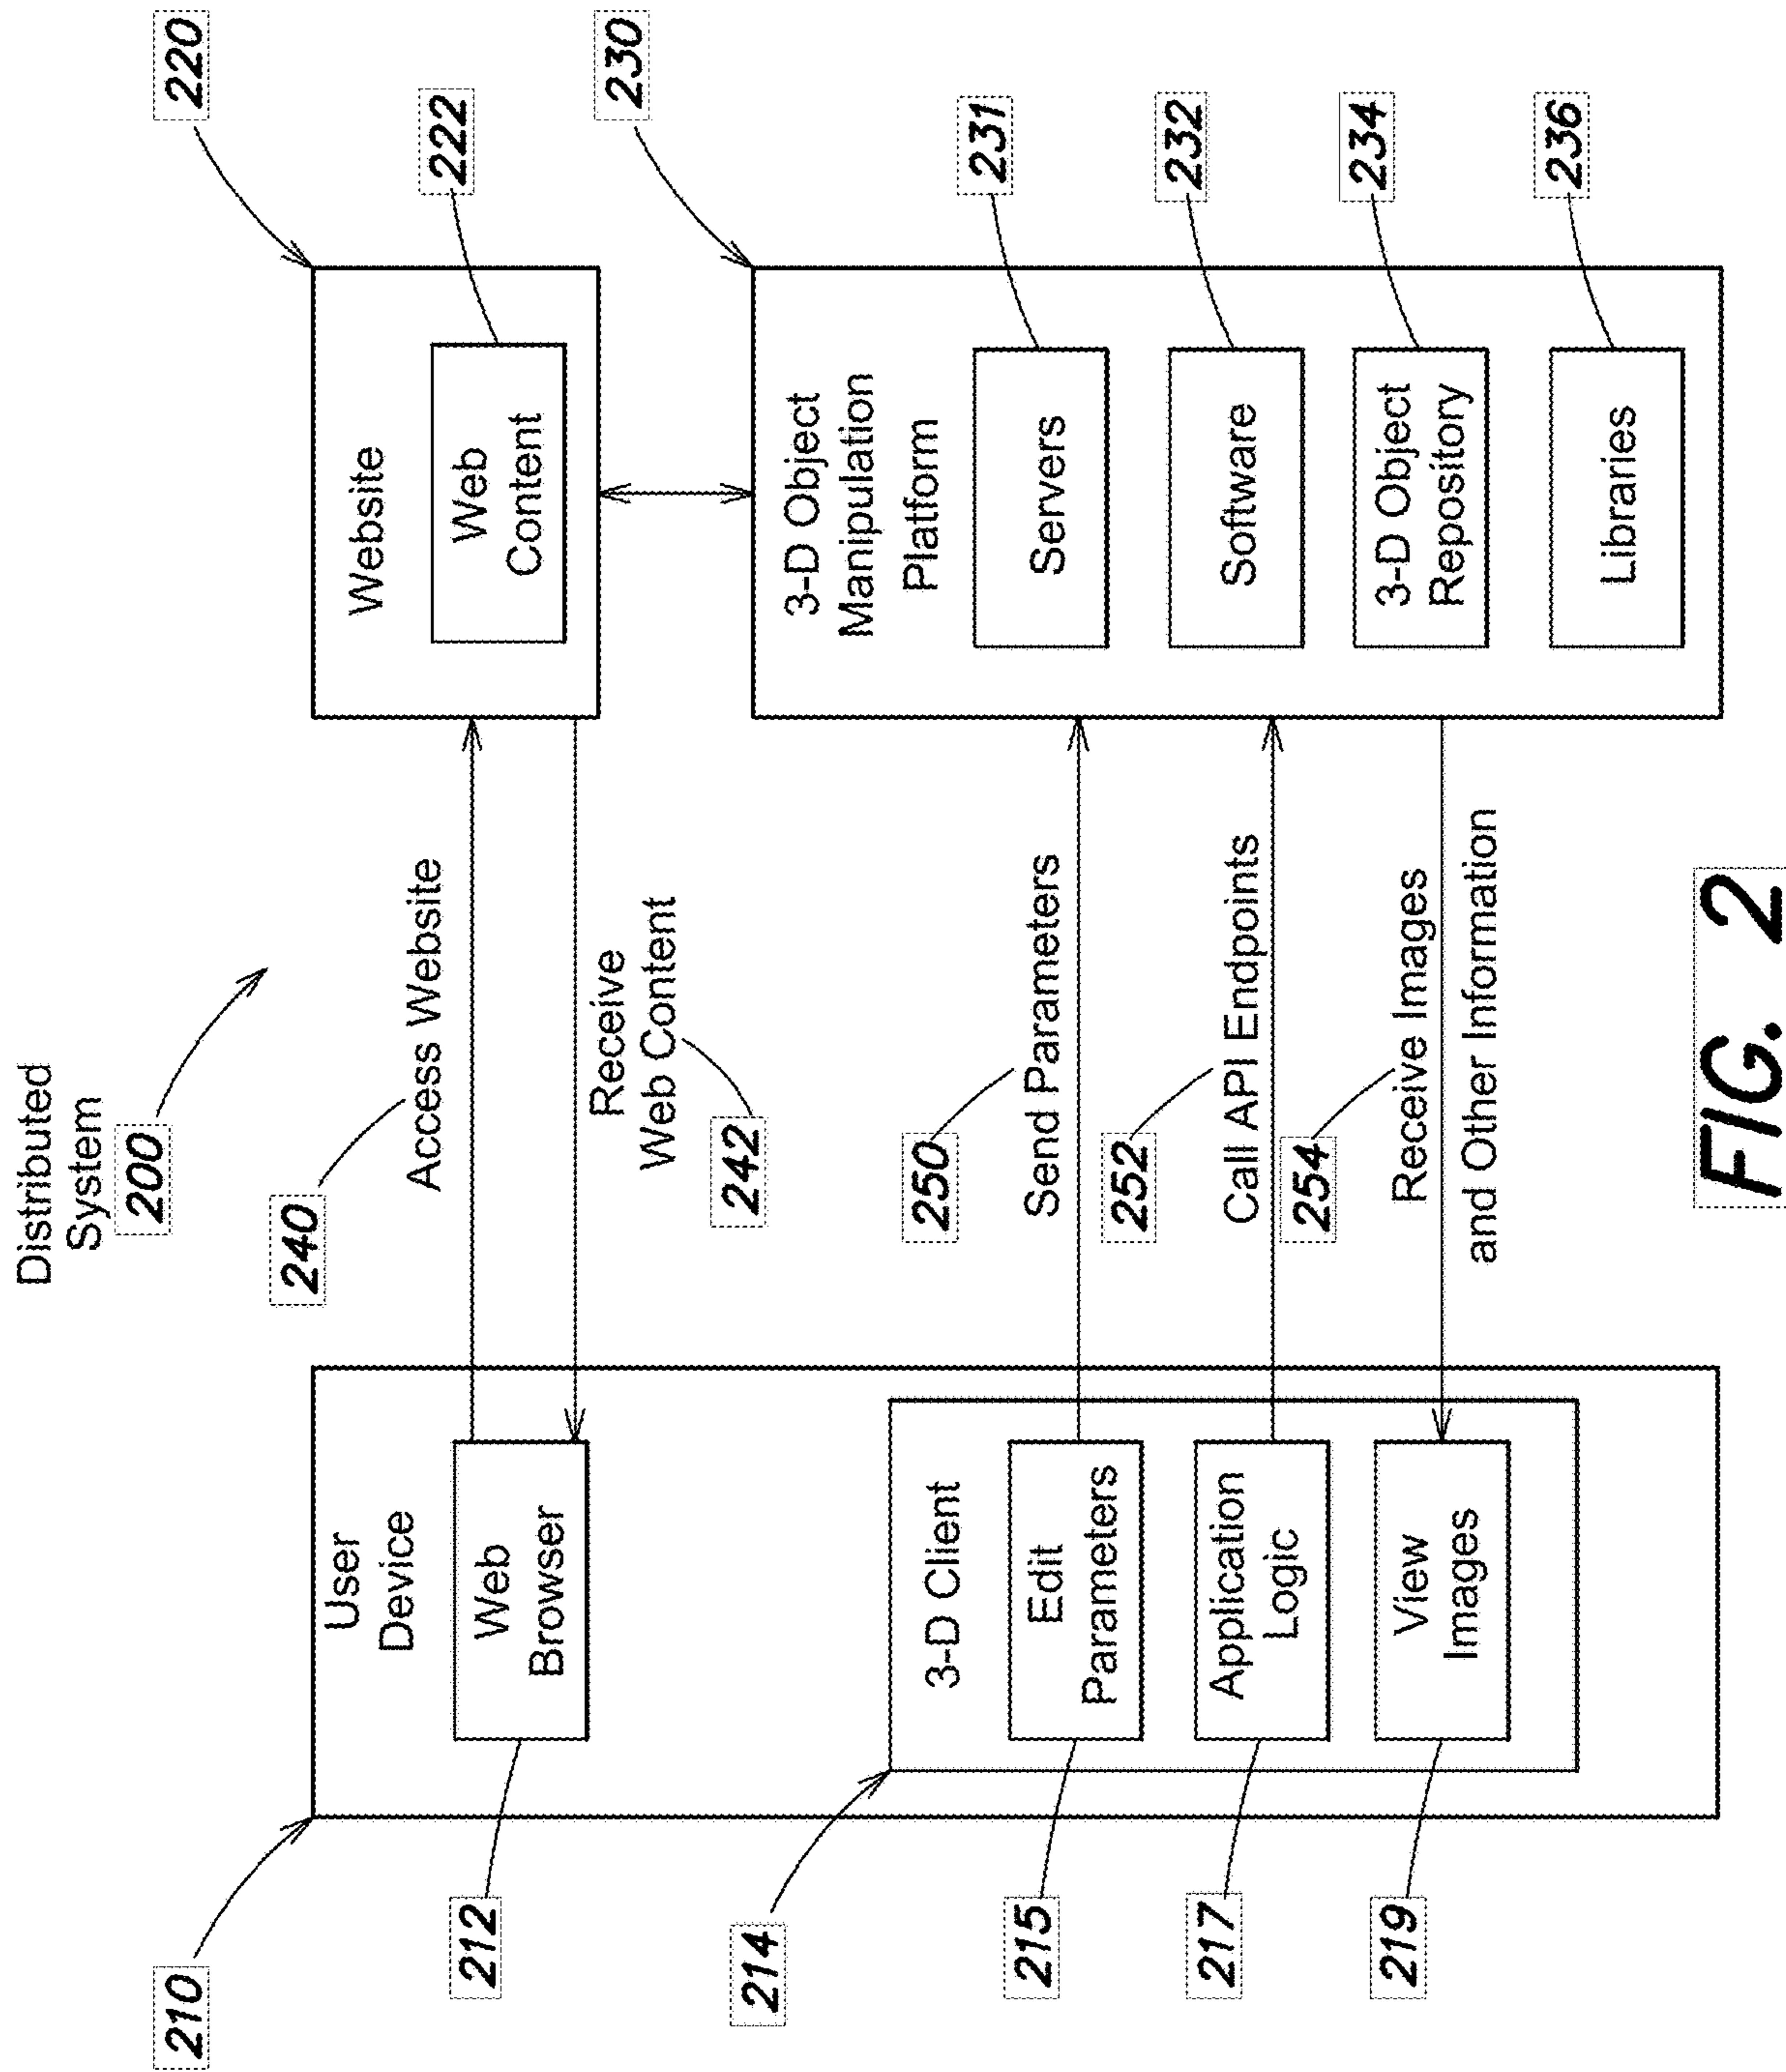 Distributed
System
200
210
User
Device
212
Web
Browser
214
3-D Client
215
Edit
Parameters
217
Application
Logic
219
View
Images
240
Access Website
Receive
Web Content
242
250
Send Parameters
252
Call API Endpoints
254
Receive Images
and Other Information
220
Website
222
Web
Content
230
3-D Object
Manipulation
Platform
231
Servers
232
Software
234
3-D Object
Repository
236
Libraries
FIG. 2